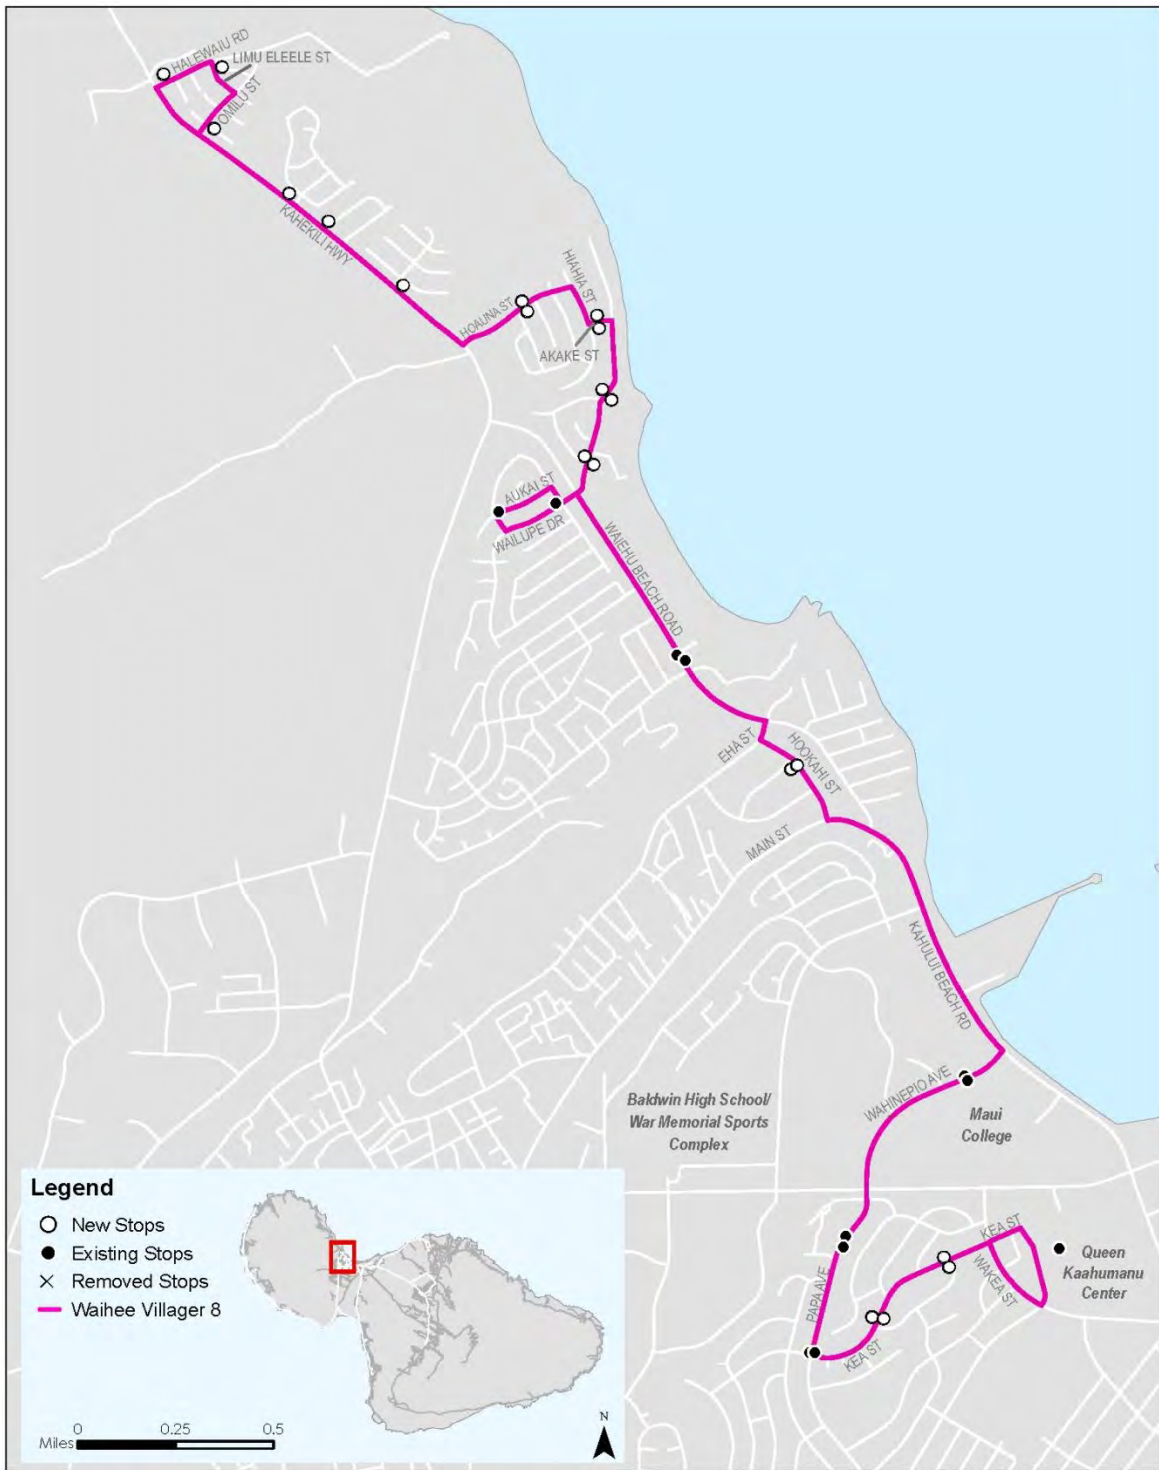 HALEWAIU RD
LIMU ELEELE ST
OMILU ST
KAHEKILI HWY
HIAHIA ST
HOAUNA ST
AKAKE ST
AUKAI ST
WAILUPE DR
WAIEHU BEACH ROAD
EHA ST
HOOKAHI ST
MAIN ST
KAHULUI BEACH RD
WAHINEPIO AVE
Baldwin High School/
War Memorial Sports
Complex
Maui
College
KEA ST
WAKEA ST
Queen
Kaahumanu
Center
PAPA AVE
KEA ST
Legend
New Stops
Existing Stops
Removed Stops
Waihee Villager 8
0 0.25 0.5
Miles
N